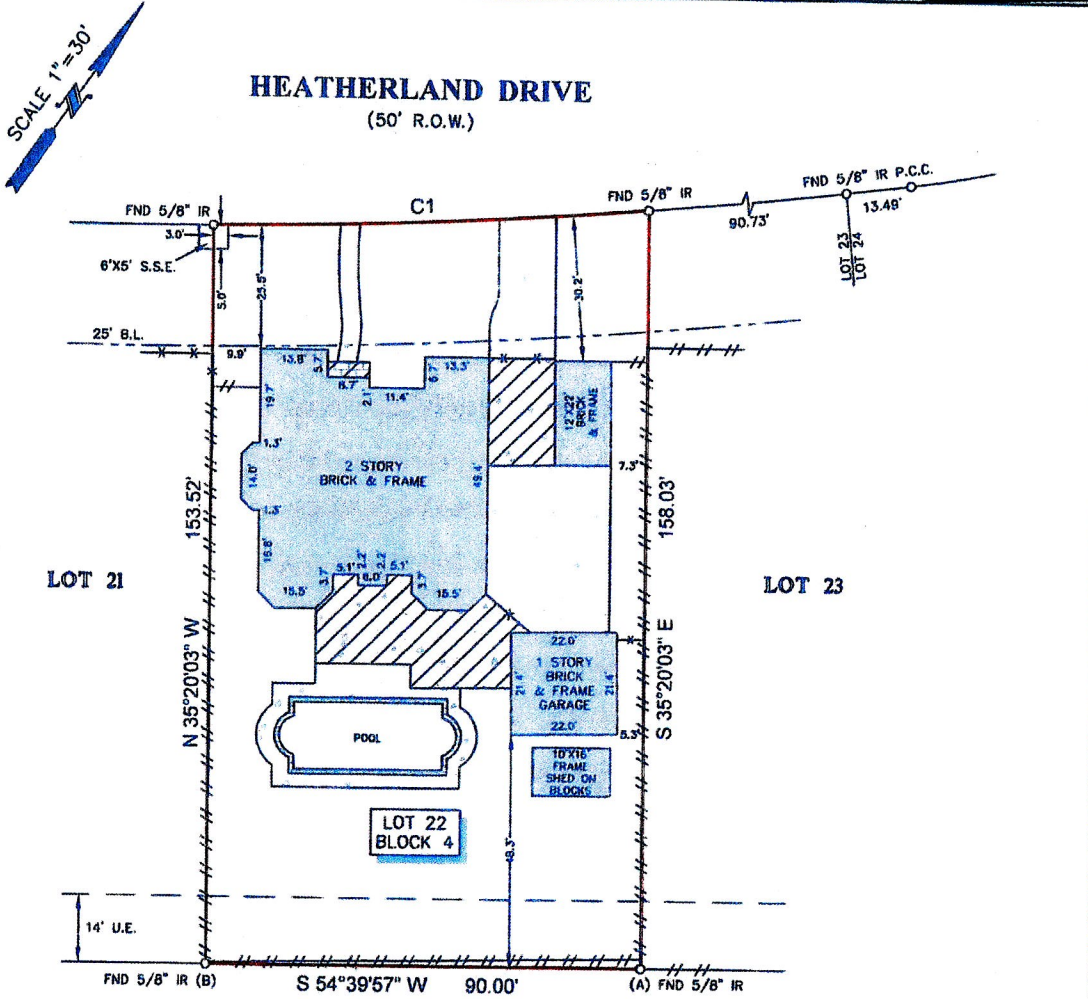 SCALE 1"=30'
HEATHERLAND DRIVE
(50' R.O.W.)
FND 5/8" IR
C1
FND 5/8" IR
FND 5/8" IR P.C.C.
90.73'
13.49'
LOT 23
LOT 24
3.0'
6'X5' S.S.E.
5.0'
25.5'
30.2'
25' B.L.
9.9'
13.8'
5.7'
8.7'
2.1'
11.4'
6.7'
13.3'
12'X22'
BRICK
& FRAME
19.7'
1.3'
14.0'
1.3'
2 STORY
BRICK & FRAME
49.4'
7.3'
153.52'
158.03'
15.8'
LOT 21
LOT 23
15.5'
3.7'
5.1'
2.2'
6.0'
2.2'
5.1'
3.7'
15.5'
N 35°20'03" W
S 35°20'03" E
22.0'
1 STORY
BRICK
& FRAME
GARAGE
21.4'
21.4'
22.0'
5.3'
POOL
10'X16'
FRAME
SHED ON
BLOCKS
LOT 22
BLOCK 4
48.3'
14' U.E.
FND 5/8" IR (B)
S 54°39'57" W 90.00'
(A) FND 5/8" IR